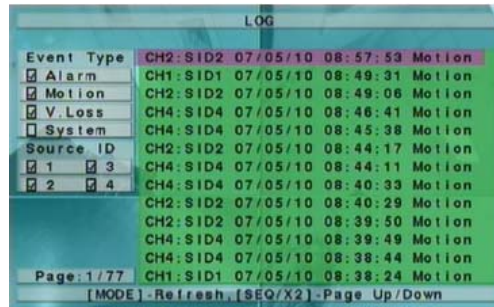 LOG
Event Type
Alarm
Motion
V.Loss
System
Source ID
1 3
2 4
Page:1/77
CH2:SID2 07/05/10 08:57:53 Motion
CH1:SID1 07/05/10 08:49:31 Motion
CH2:SID2 07/05/10 08:49:06 Motion
CH4:SID4 07/05/10 08:46:41 Motion
CH4:SID4 07/05/10 08:45:38 Motion
CH2:SID2 07/05/10 08:44:17 Motion
CH4:SID4 07/05/10 08:44:11 Motion
CH4:SID4 07/05/10 08:40:33 Motion
CH2:SID2 07/05/10 08:40:29 Motion
CH2:SID2 07/05/10 08:39:50 Motion
CH4:SID4 07/05/10 08:39:49 Motion
CH4:SID4 07/05/10 08:38:44 Motion
CH1:SID1 07/05/10 08:38:24 Motion
[MODE]-Refresh,[SEQ/X2]-Page Up/Down